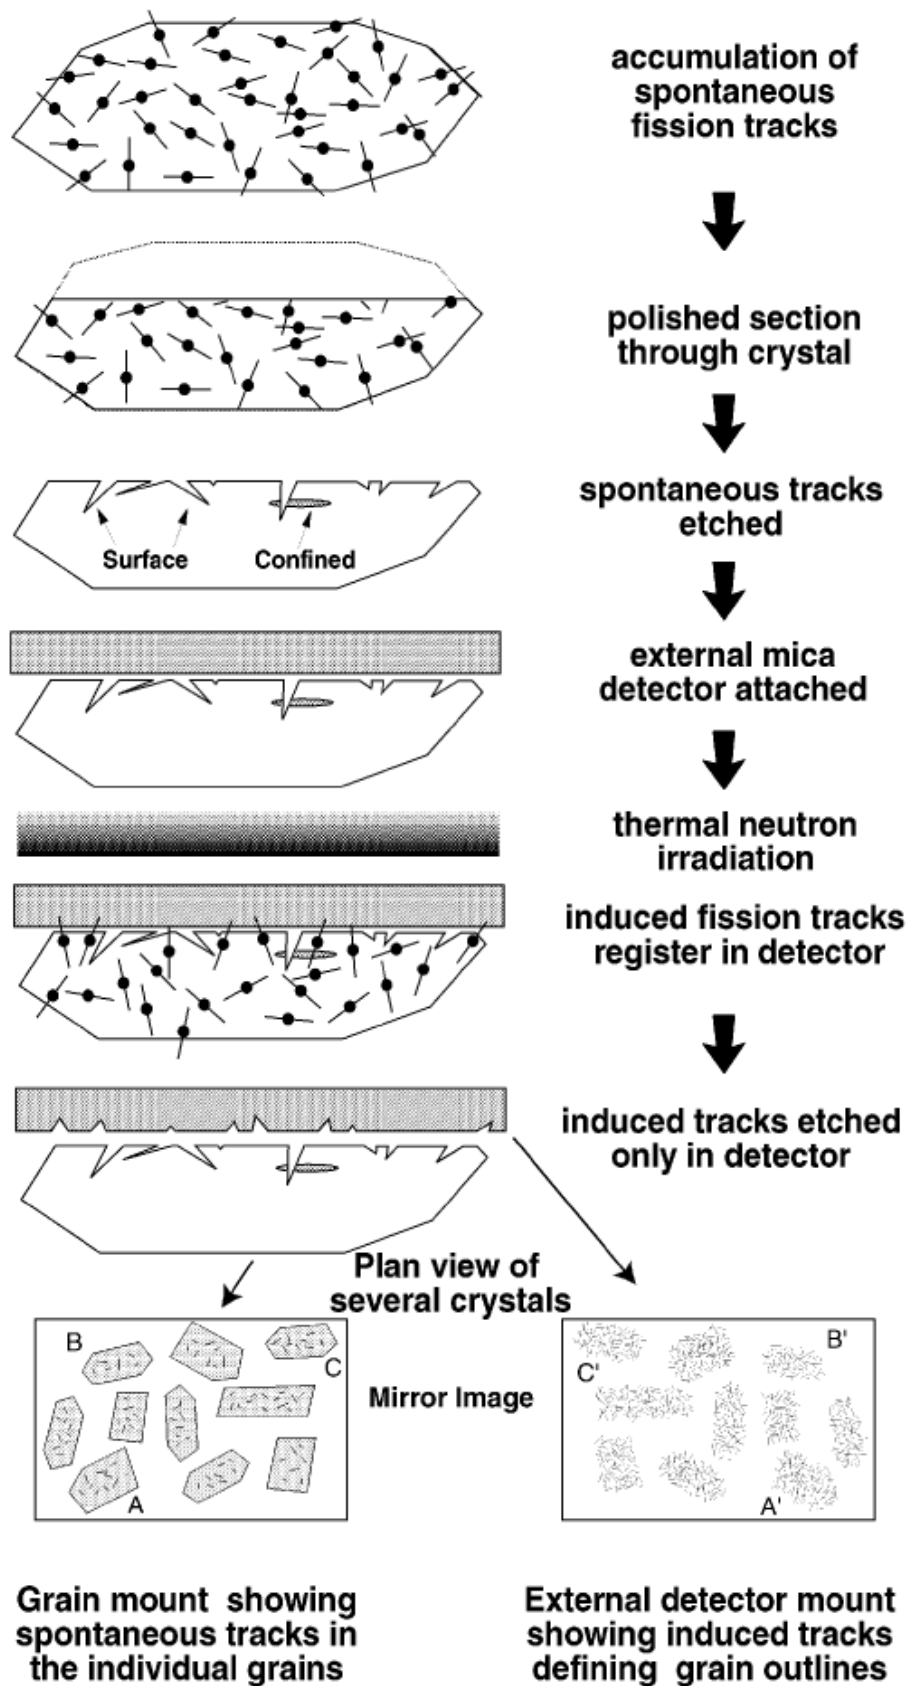 accumulation of
spontaneous
fission tracks
polished section
through crystal
spontaneous tracks
etched
Surface
Confined
external mica
detector attached
thermal neutron
irradiation
induced fission tracks
register in detector
induced tracks etched
only in detector
Plan view of
several crystals
B
C
A
Mirror Image
B'
C'
A'
Grain mount showing
spontaneous tracks in
the individual grains
External detector mount
showing induced tracks
defining grain outlines